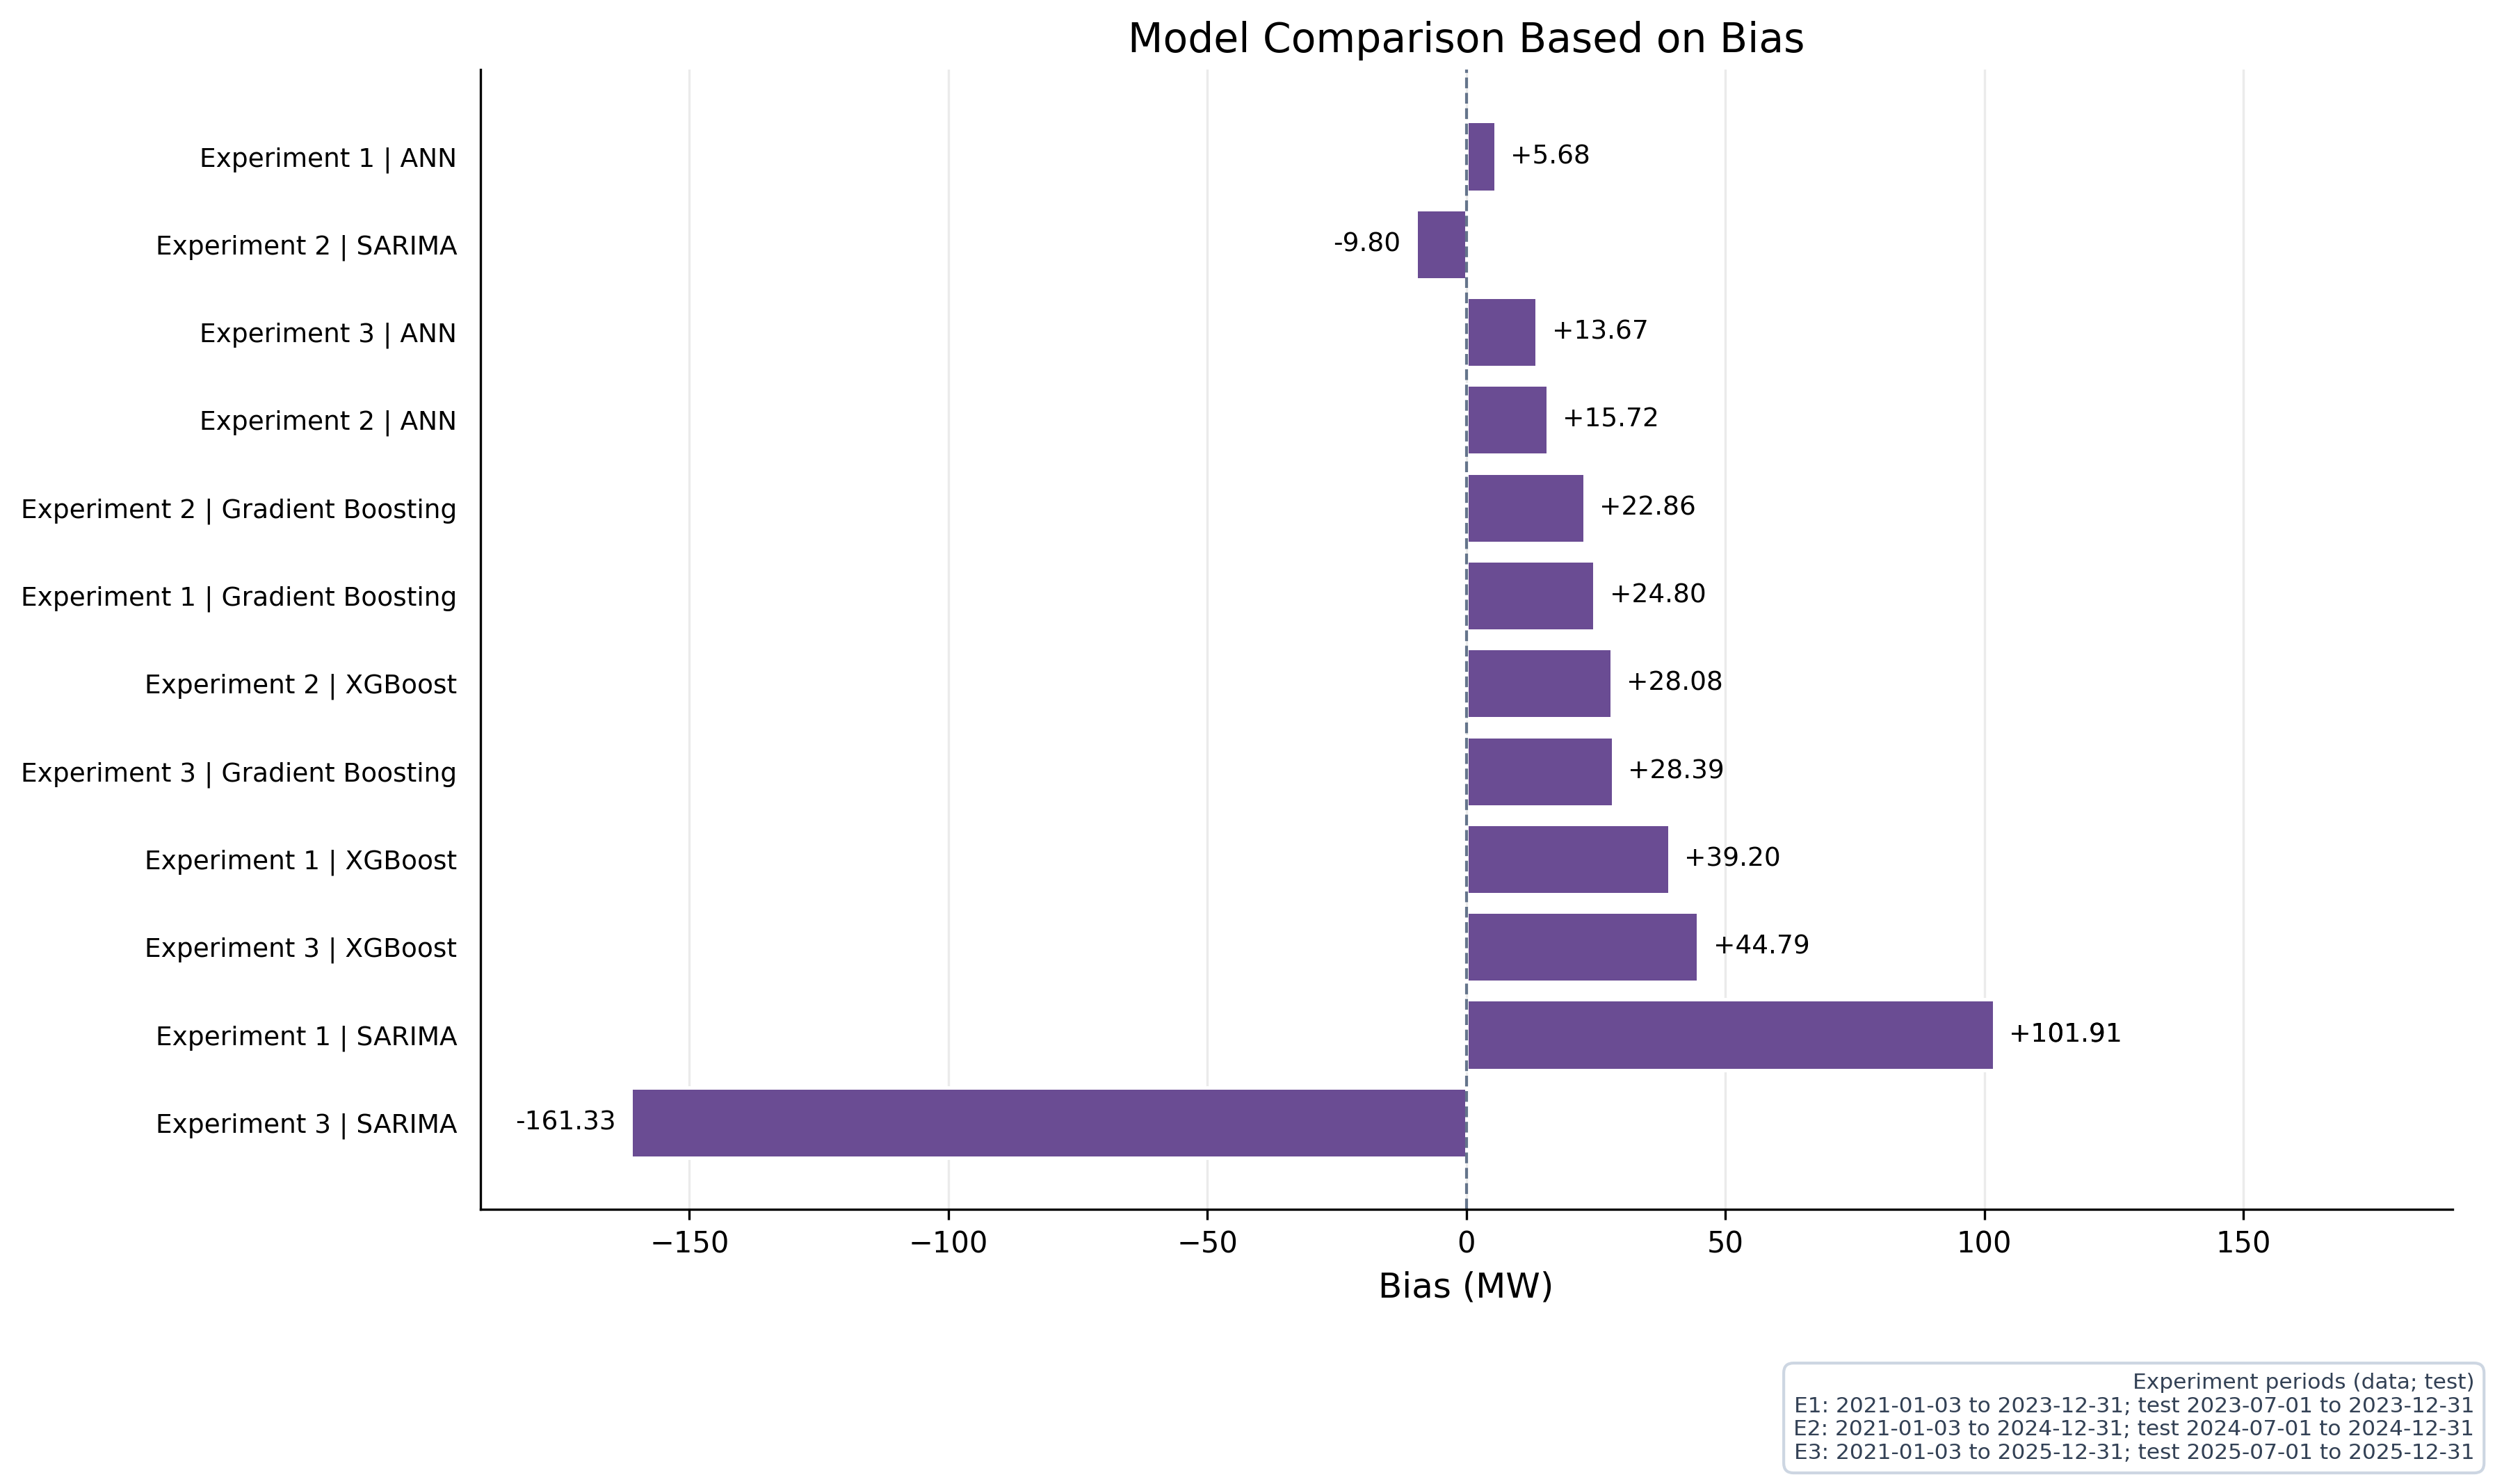 Model Comparison Based on Bias
Experiment 1 | ANN
+5.68
Experiment 2 | SARIMA
-9.80
Experiment 3 | ANN
+13.67
Experiment 2 | ANN
+15.72
Experiment 2 | Gradient Boosting
+22.86
Experiment 1 | Gradient Boosting
+24.80
Experiment 2 | XGBoost
+28.08
Experiment 3 | Gradient Boosting
+28.39
Experiment 1 | XGBoost
+39.20
Experiment 3 | XGBoost
+44.79
Experiment 1 | SARIMA
+101.91
Experiment 3 | SARIMA
-161.33
−150 −100 −50 0 50 100 150
Bias (MW)
Experiment periods (data; test)
E1: 2021-01-03 to 2023-12-31; test 2023-07-01 to 2023-12-31
E2: 2021-01-03 to 2024-12-31; test 2024-07-01 to 2024-12-31
E3: 2021-01-03 to 2025-12-31; test 2025-07-01 to 2025-12-31